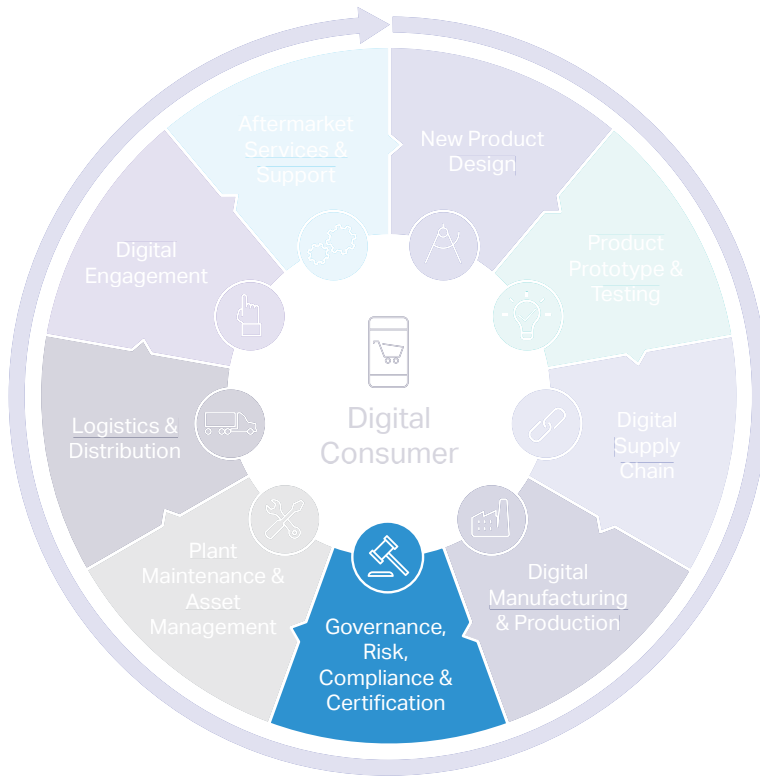 Aftermarket
Services &
Support
New Product
Design
Product
Prototype &
Testing
Digital
Supply
Chain
Digital
Manufacturing
& Production
Governance,
Risk,
Compliance &
Certification
Plant
Maintenance &
Asset
Management
Logistics &
Distribution
Digital
Engagement
Digital
Consumer